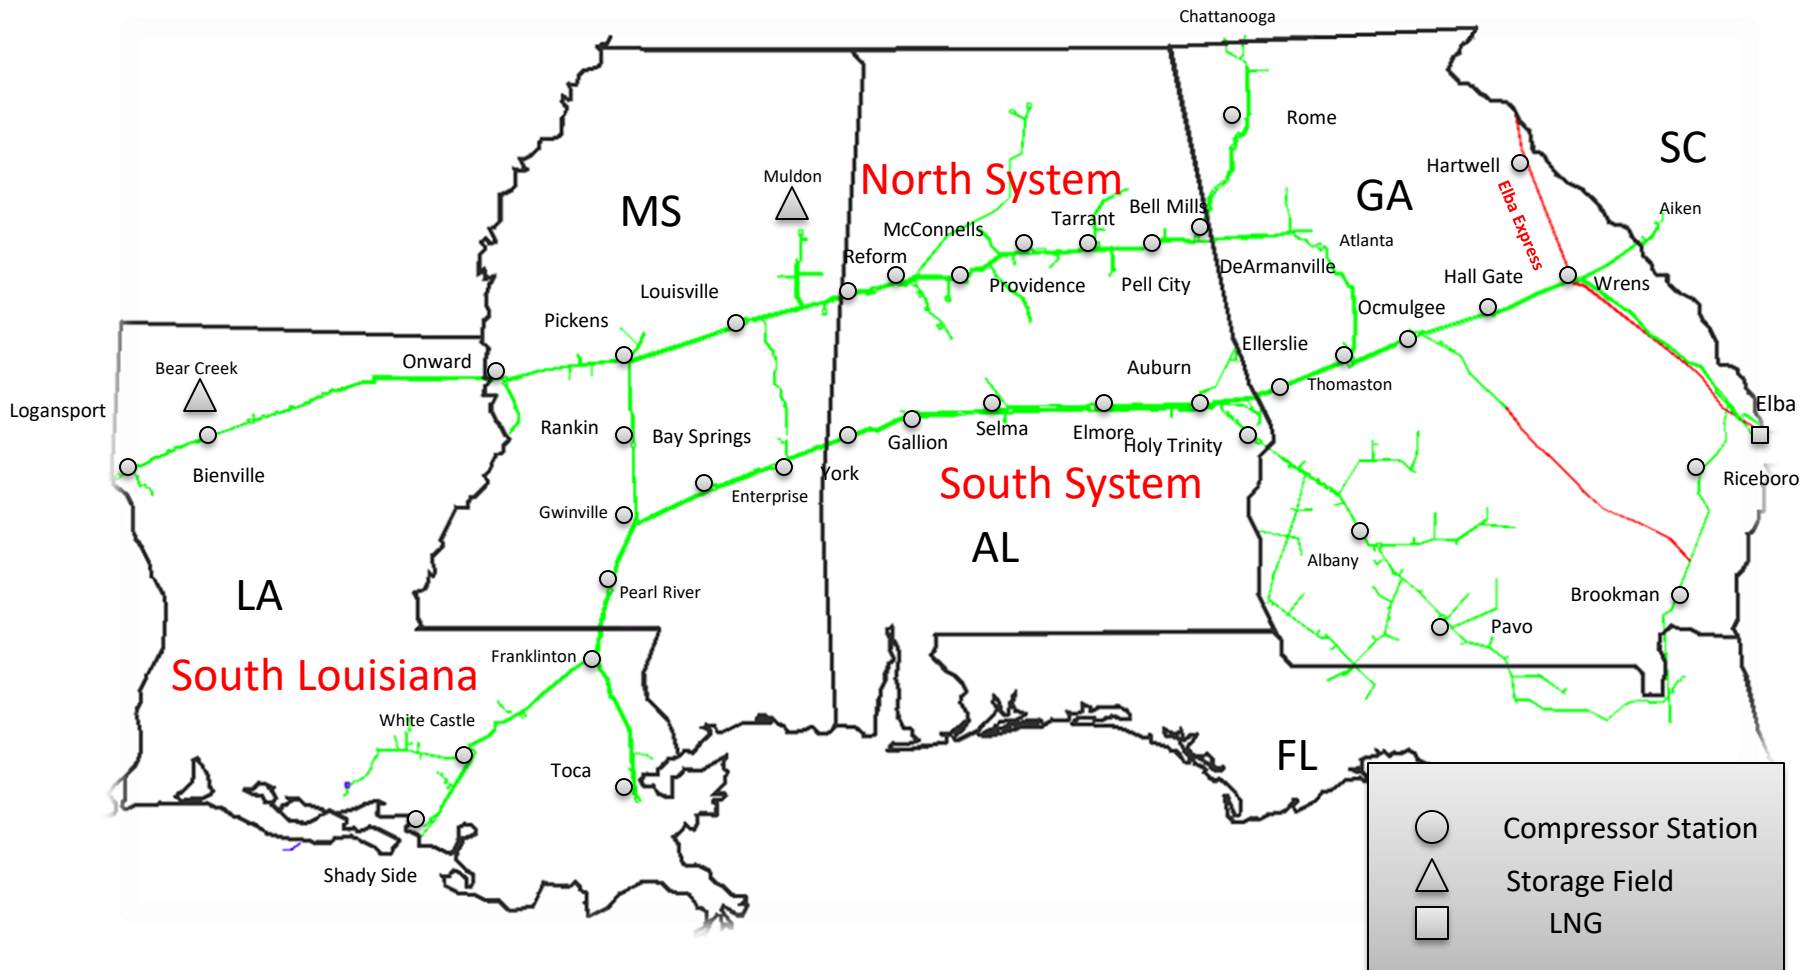 Chattanooga
Rome
SC
Hartwell
North System
Muldon
MS
GA
Elba Express
Aiken
Bell Mills
Tarrant
McConnells
Atlanta
Reform
DeArmanville
Hall Gate
Wrens
Providence
Pell City
Louisville
Ocmulgee
Pickens
Ellerslie
Onward
Bear Creek
Auburn
Thomaston
Logansport
Elba
Rankin
Bay Springs
Gallion
Selma
Elmore
Holy Trinity
Bienville
York
Enterprise
South System
Riceboro
Gwinville
AL
Albany
Pearl River
LA
Brookman
Pavo
Franklinton
South Louisiana
White Castle
Toca
FL
Shady Side
Compressor Station
Storage Field
LNG